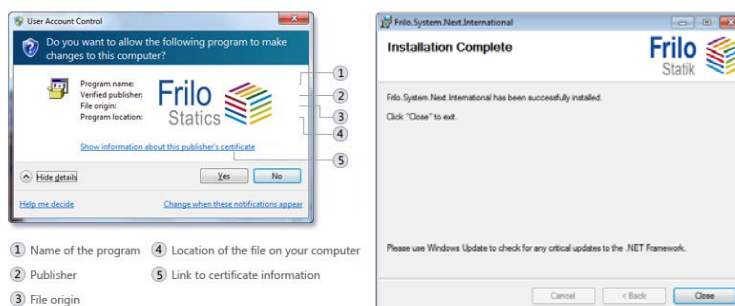 User Account Control
Do you want to allow the following program to make
changes to this computer?
Program name:
Verified publisher:
File origin:
Program location:
Frilo
Statics
1
2
3
4
5
Show information about this publisher's certificate
Hide details
Yes
No
Help me decide
Change when these notifications appear
1 Name of the program
4 Location of the file on your computer
2 Publisher
5 Link to certificate information
3 File origin
Frilo.System.Next.International
Installation Complete
Frilo
Statik
Frilo.System.Next.International has been successfully installed.
Click "Close" to exit.
Please use Windows Update to check for any critical updates to the .NET Framework.
Cancel
< Back
Close